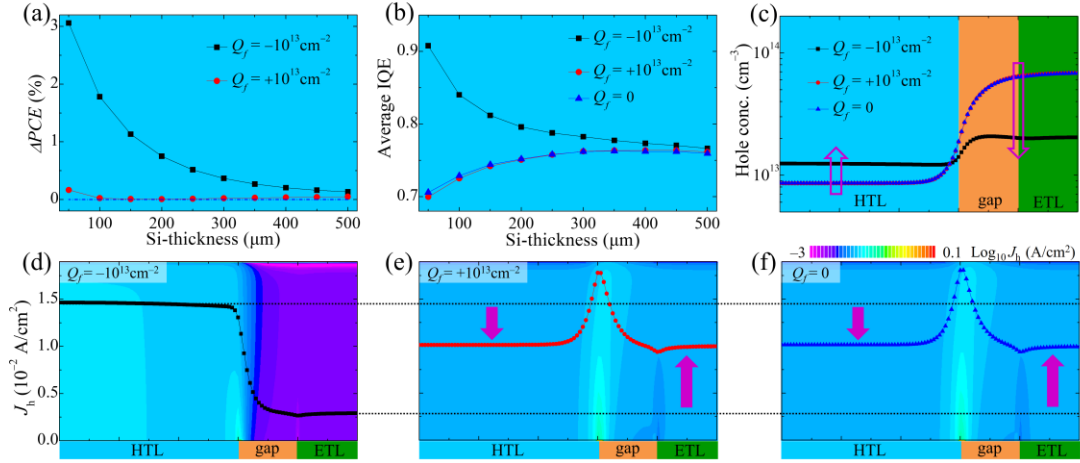 (a)
3
2
1
0
ΔPCE (%)
Q_f = −10^13 cm^−2
Q_f = +10^13 cm^−2
100 200 300 400 500
Si-thickness (μm)
(b)
0.9
0.8
0.7
Average IQE
Q_f = −10^13 cm^−2
Q_f = +10^13 cm^−2
Q_f = 0
100 200 300 400 500
Si-thickness (μm)
(c)
10^14
10^13
Hole conc. (cm^−3)
Q_f = −10^13 cm^−2
Q_f = +10^13 cm^−2
Q_f = 0
HTL gap ETL
−3 0.1 Log10 J_h (A/cm^2)
(d)
Q_f = −10^13 cm^−2
1.5
1.0
0.5
0.0
J_h (10^−2 A/cm^2)
HTL gap ETL
(e)
Q_f = +10^13 cm^−2
HTL gap ETL
(f)
Q_f = 0
HTL gap ETL